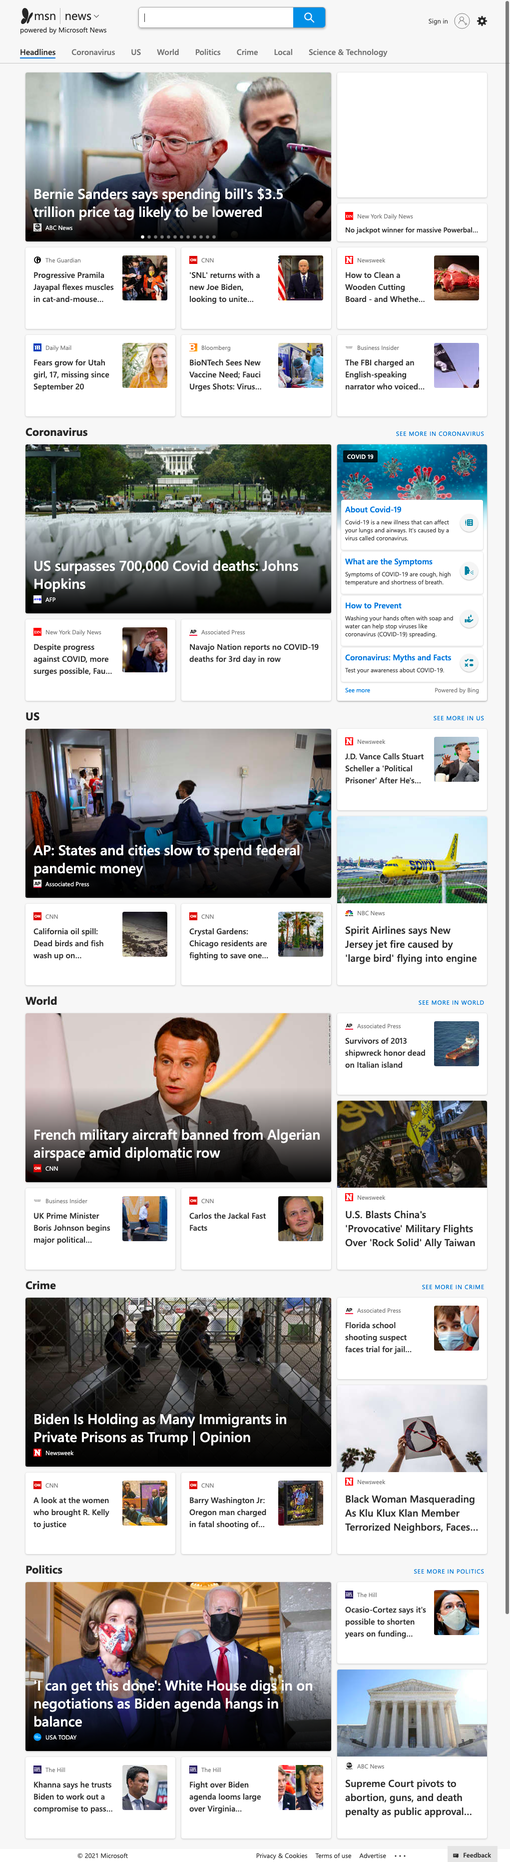 msn | news
powered by Microsoft News
Sign in
Headlines Coronavirus US World Politics Crime Local Science & Technology
Bernie Sanders says spending bill's $3.5
trillion price tag likely to be lowered
ABC News
New York Daily News
No jackpot winner for massive Powerbal...
The Guardian
Progressive Pramila
Jayapal flexes muscles
in cat-and-mouse...
CNN
'SNL' returns with a
new Joe Biden,
looking to unite...
Newsweek
How to Clean a
Wooden Cutting
Board - and Whethe...
Daily Mail
Fears grow for Utah
girl, 17, missing since
September 20
Bloomberg
BioNTech Sees New
Vaccine Need; Fauci
Urges Shots: Virus...
Business Insider
The FBI charged an
English-speaking
narrator who voiced...
Coronavirus
SEE MORE IN CORONAVIRUS
US surpasses 700,000 Covid deaths: Johns
Hopkins
AFP
COVID 19
About Covid-19
Covid-19 is a new illness that can affect
your lungs and airways. It's caused by a
virus called coronavirus.
What are the Symptoms
Symptoms of COVID-19 are cough, high
temperature and shortness of breath.
How to Prevent
Washing your hands often with soap and
water can help stop viruses like
coronavirus (COVID-19) spreading.
Coronavirus: Myths and Facts
Test your awareness about COVID-19.
See more
Powered by Bing
New York Daily News
Despite progress
against COVID, more
surges possible, Fau...
Associated Press
Navajo Nation reports no COVID-19
deaths for 3rd day in row
US
SEE MORE IN US
AP: States and cities slow to spend federal
pandemic money
Associated Press
Newsweek
J.D. Vance Calls Stuart
Scheller a 'Political
Prisoner' After He's...
spirit
NBC News
Spirit Airlines says New
Jersey jet fire caused by
'large bird' flying into engine
CNN
California oil spill:
Dead birds and fish
wash up on...
CNN
Crystal Gardens:
Chicago residents are
fighting to save one...
World
SEE MORE IN WORLD
French military aircraft banned from Algerian
airspace amid diplomatic row
CNN
Associated Press
Survivors of 2013
shipwreck honor dead
on Italian island
Newsweek
U.S. Blasts China's
'Provocative' Military Flights
Over 'Rock Solid' Ally Taiwan
Business Insider
UK Prime Minister
Boris Johnson begins
major political...
CNN
Carlos the Jackal Fast
Facts
Crime
SEE MORE IN CRIME
Biden Is Holding as Many Immigrants in
Private Prisons as Trump | Opinion
Newsweek
Associated Press
Florida school
shooting suspect
faces trial for jail...
Newsweek
Black Woman Masquerading
As Klu Klux Klan Member
Terrorized Neighbors, Faces...
CNN
A look at the women
who brought R. Kelly
to justice
CNN
Barry Washington Jr:
Oregon man charged
in fatal shooting of...
Politics
SEE MORE IN POLITICS
'I can get this done': White House digs in on
negotiations as Biden agenda hangs in
balance
USA TODAY
The Hill
Ocasio-Cortez says it's
possible to shorten
years on funding...
ABC News
Supreme Court pivots to
abortion, guns, and death
penalty as public approval...
The Hill
Khanna says he trusts
Biden to work out a
compromise to pass...
The Hill
Fight over Biden
agenda looms large
over Virginia...
© 2021 Microsoft
Privacy & Cookies Terms of use Advertise ...
Feedback